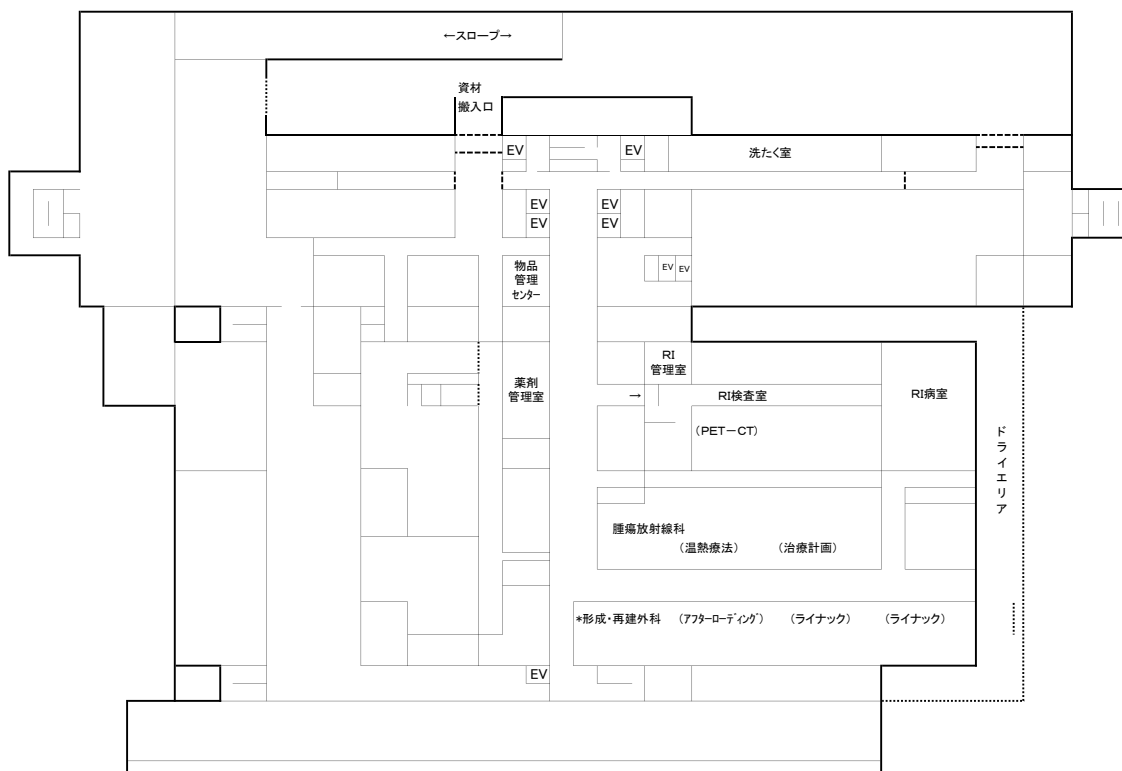 ←スロープ→
資材
搬入口
EV
EV
洗たく室
EV
EV
EV
EV
物品
管理
センター
EV
EV
RI
管理室
薬剤
管理室
→
RI検査室
RI病室
(PET－CT)
ドライエリア
腫瘍放射線科
(温熱療法)
(治療計画)
*形成・再建外科
(アフターローディング)
(ライナック)
(ライナック)
EV